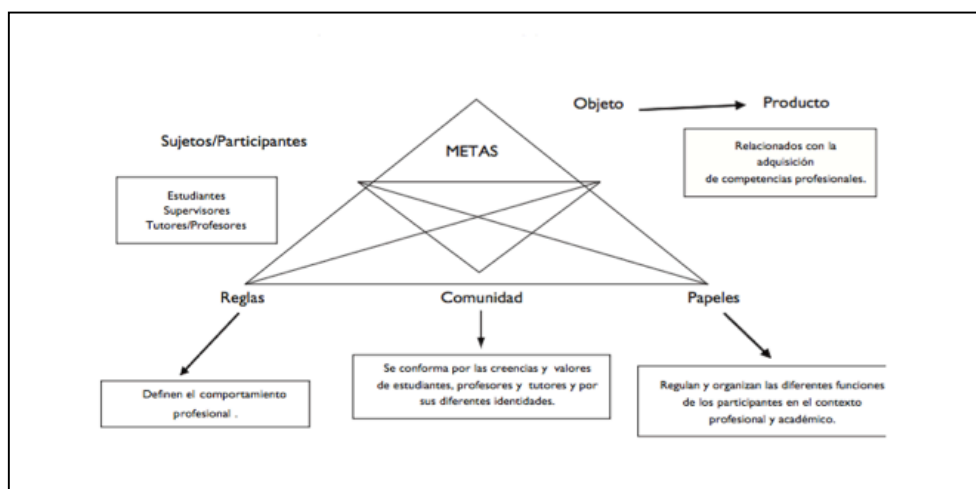 Objeto
Producto
Sujetos/Participantes
METAS
Relacionados con la
adquisición
de competencias profesionales.
Estudiantes
Supervisores
Tutores/Profesores
Reglas
Comunidad
Papeles
Definen el comportamiento
profesional .
Se conforma por las creencias y valores
de estudiantes, profesores y tutores y por
sus diferentes identidades.
Regulan y organizan las diferentes funciones
de los participantes en el contexto
profesional y académico.